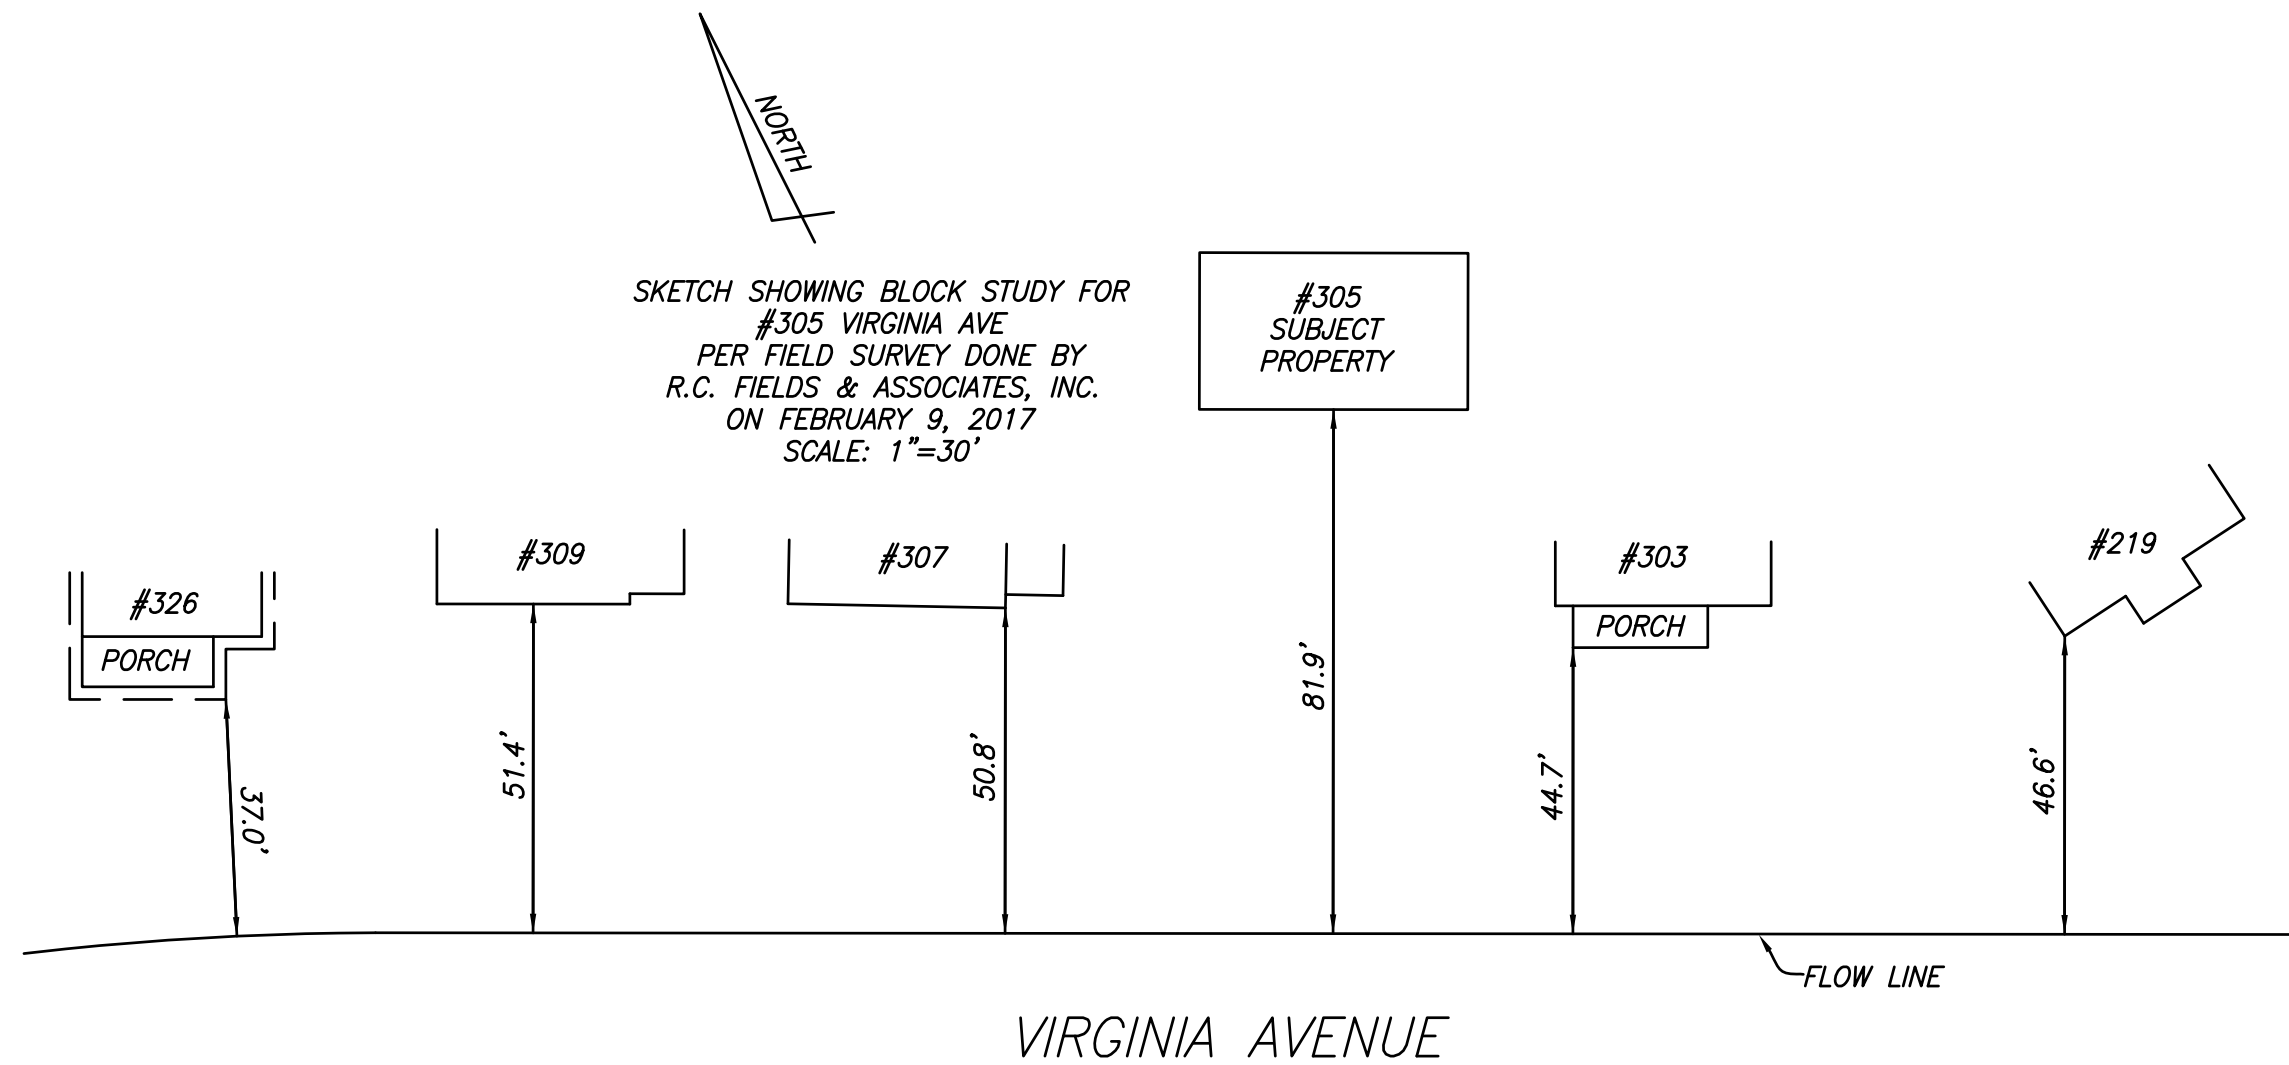 NORTH
SKETCH SHOWING BLOCK STUDY FOR
#305 VIRGINIA AVE
PER FIELD SURVEY DONE BY
R.C. FIELDS & ASSOCIATES, INC.
ON FEBRUARY 9, 2017
SCALE: 1"=30'
#305
SUBJECT
PROPERTY
#326
PORCH
#309
#307
#303
PORCH
#219
37.0'
51.4'
50.8'
81.9'
44.7'
46.6'
FLOW LINE
VIRGINIA AVENUE